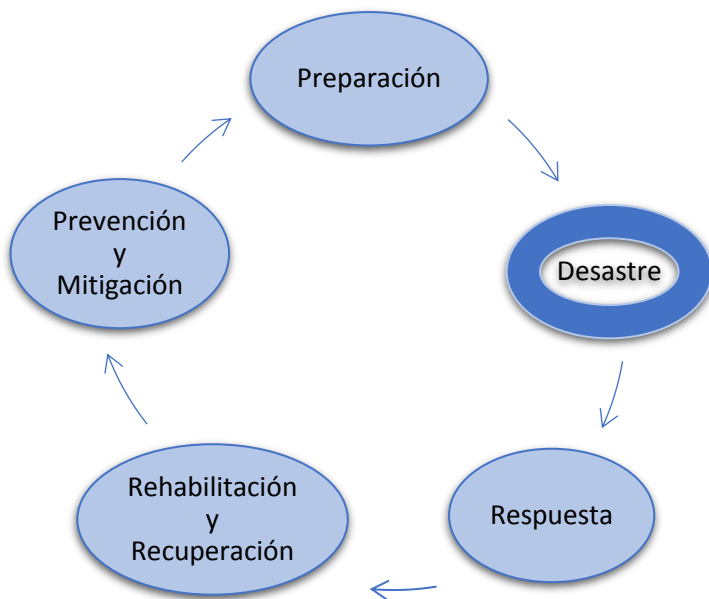 Preparación
Desastre
Respuesta
Rehabilitación
y
Recuperación
Prevención
y
Mitigación